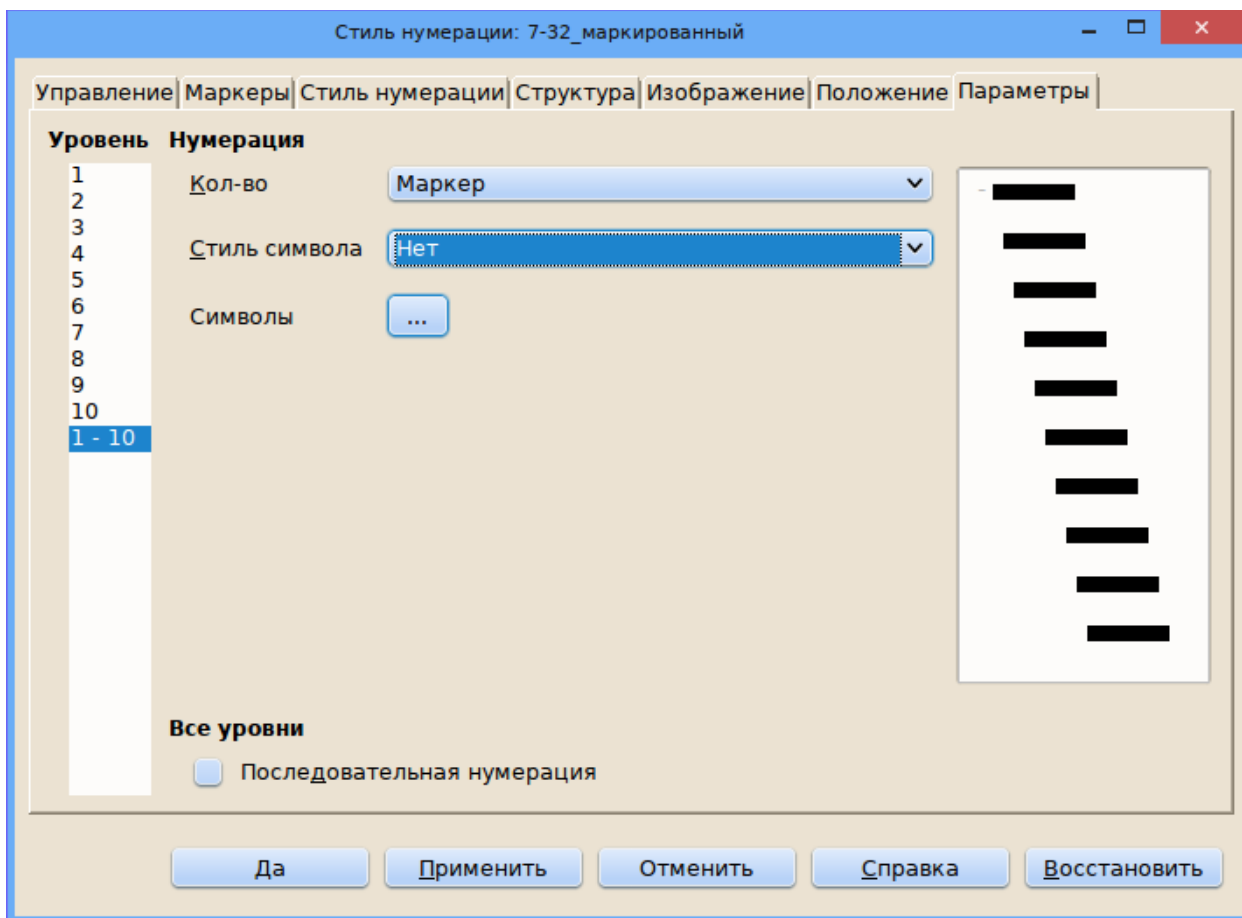 Стиль нумерации: 7-32_маркированный
Управление Маркеры Стиль нумерации Структура Изображение Положение Параметры
Уровень Нумерация
1
2
3
4
5
6
7
8
9
10
1 - 10
Кол-во Маркер
Стиль символа Нет
Символы ...
Все уровни
Последовательная нумерация
Да Применить Отменить Справка Восстановить